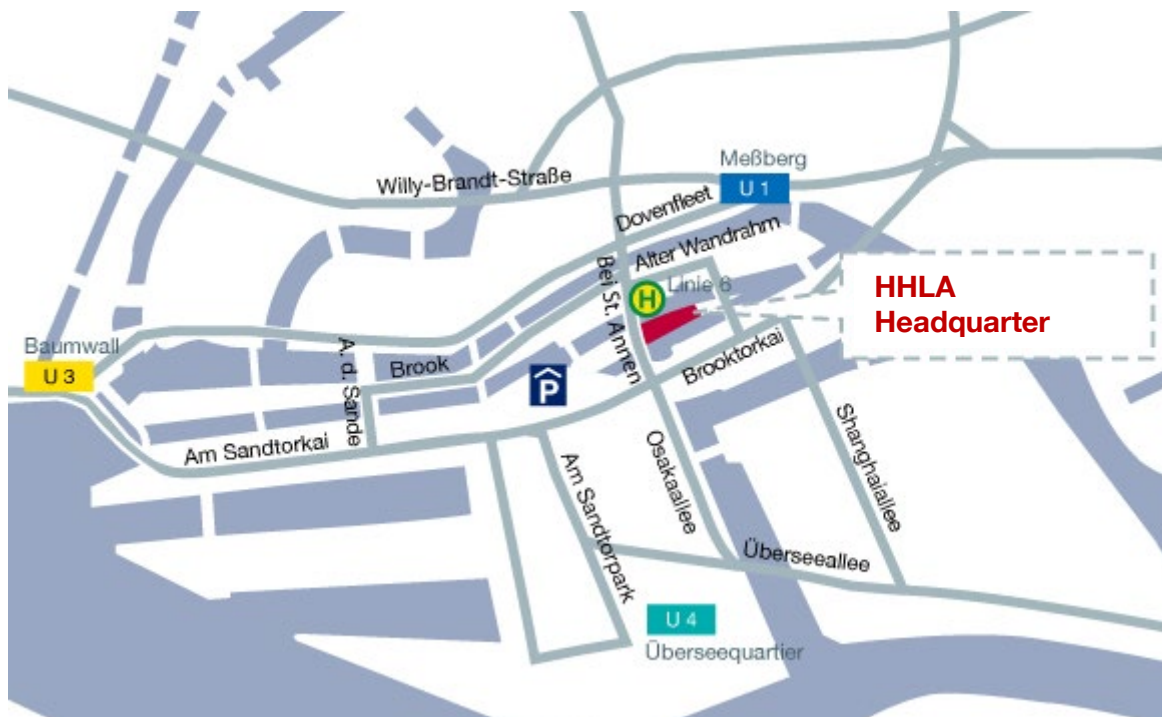 Meßberg
U 1
Willy-Brandt-Straße
Dovenfleet
Alter Wandrahm
Bei St. Annen
H
Linie 6
HHLA
Headquarter
Baumwall
U 3
A. d. Sande
Brook
P
Brooktorkai
Am Sandtorkai
Osakaallee
Shanghaiallee
Am Sandtorpark
Überseeallee
U 4
Überseequartier